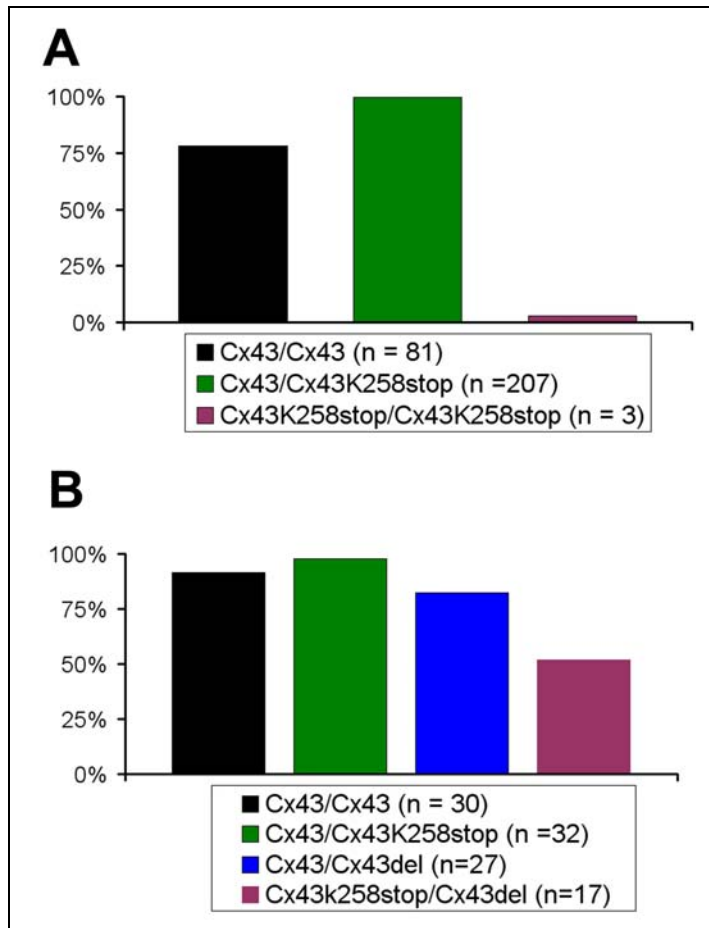 A
100%
75%
50%
25%
0%
Cx43/Cx43 (n = 81)
Cx43/Cx43K258stop (n =207)
Cx43K258stop/Cx43K258stop (n = 3)
B
100%
75%
50%
25%
0%
Cx43/Cx43 (n = 30)
Cx43/Cx43K258stop (n =32)
Cx43/Cx43del (n=27)
Cx43k258stop/Cx43del (n=17)